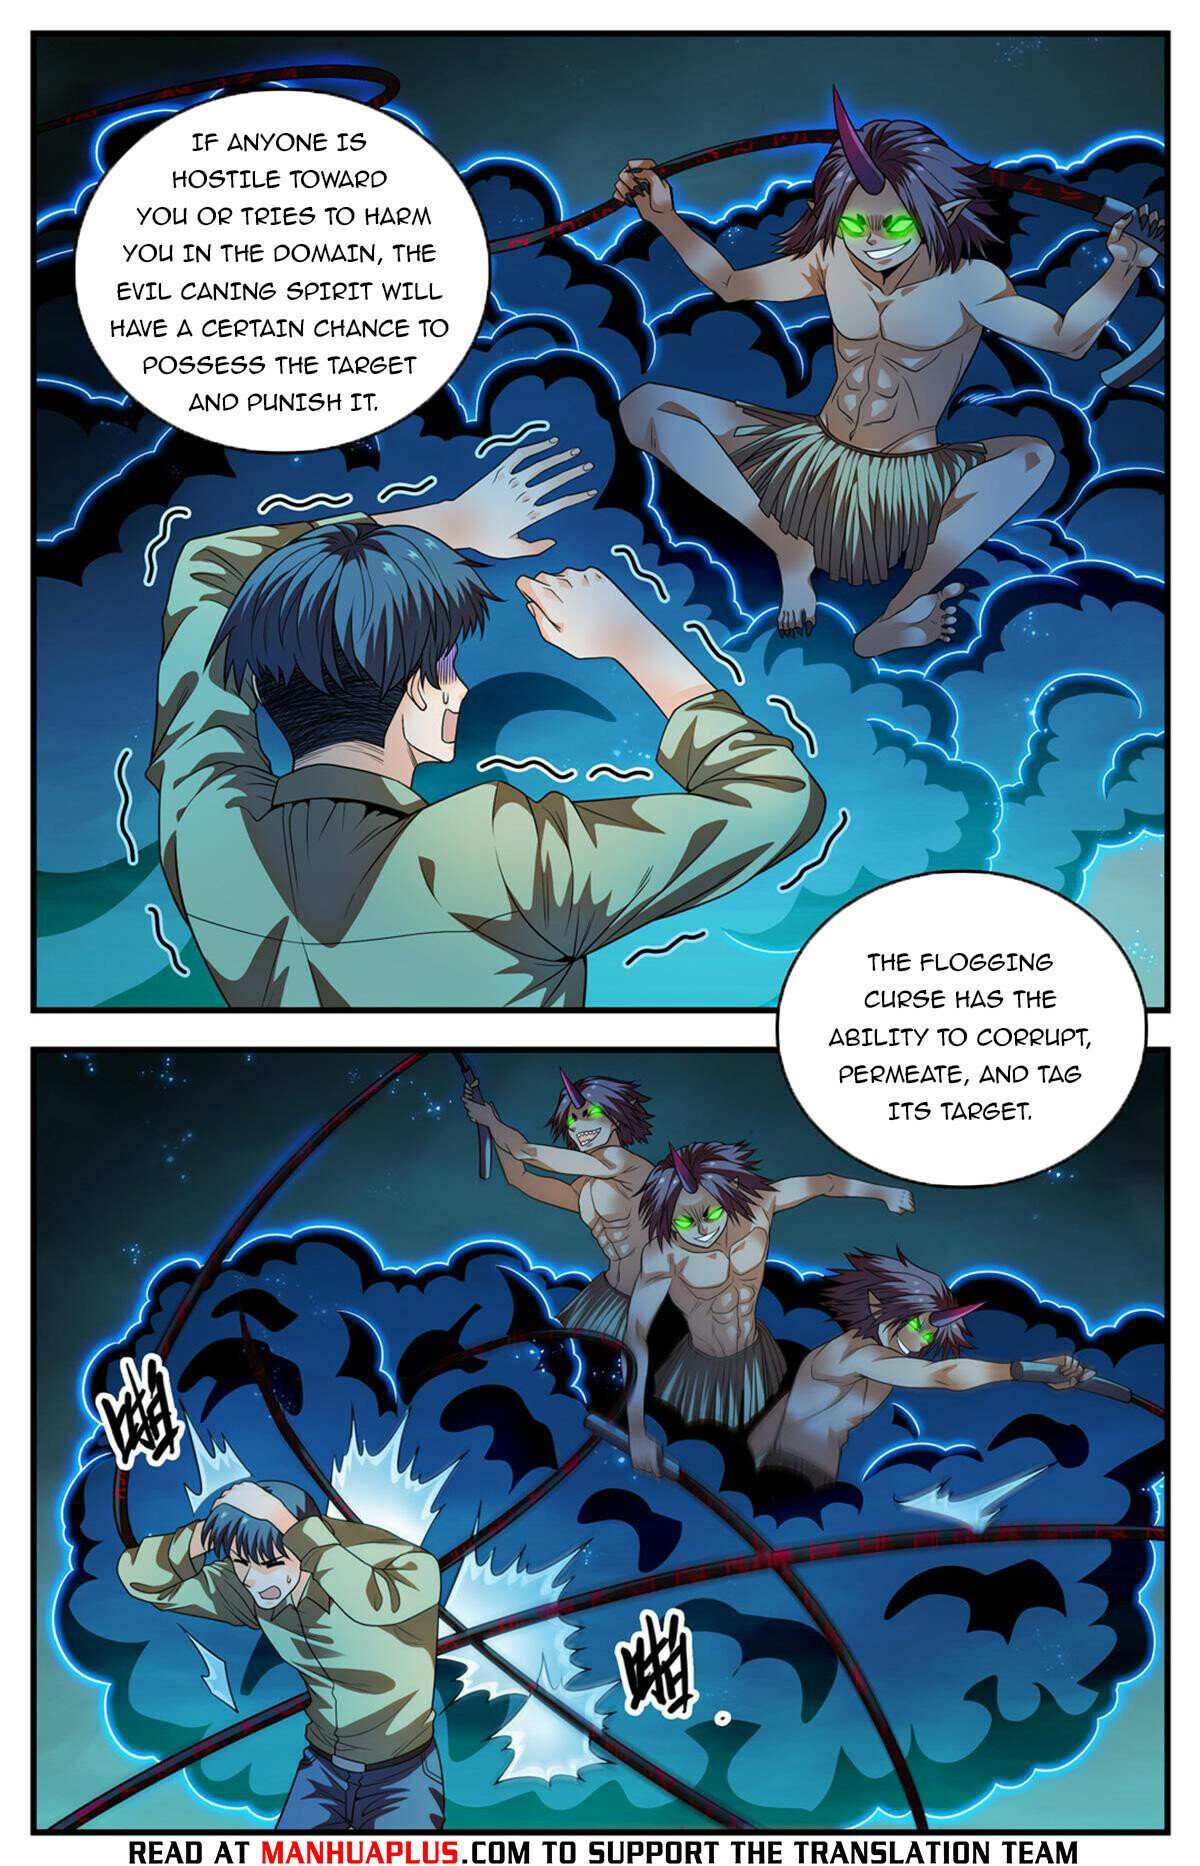 IF ANYONE IS
HOSTILE TOWARD
YOU OR TRIES TO HARM
YOU IN THE DOMAIN, THE
EVIL CANING SPIRIT WILL
HAVE A CERTAIN CHANCE TO
POSSESS THE TARGET
AND PUNISH IT.
THE FLOGGING
CURSE HAS THE
ABILITY TO CORRUPT,
PERMEATE, AND TAG
ITS TARGET.
啪
啪
READ AT MANHUAPLUS.COM TO SUPPORT THE TRANSLATION TEAM